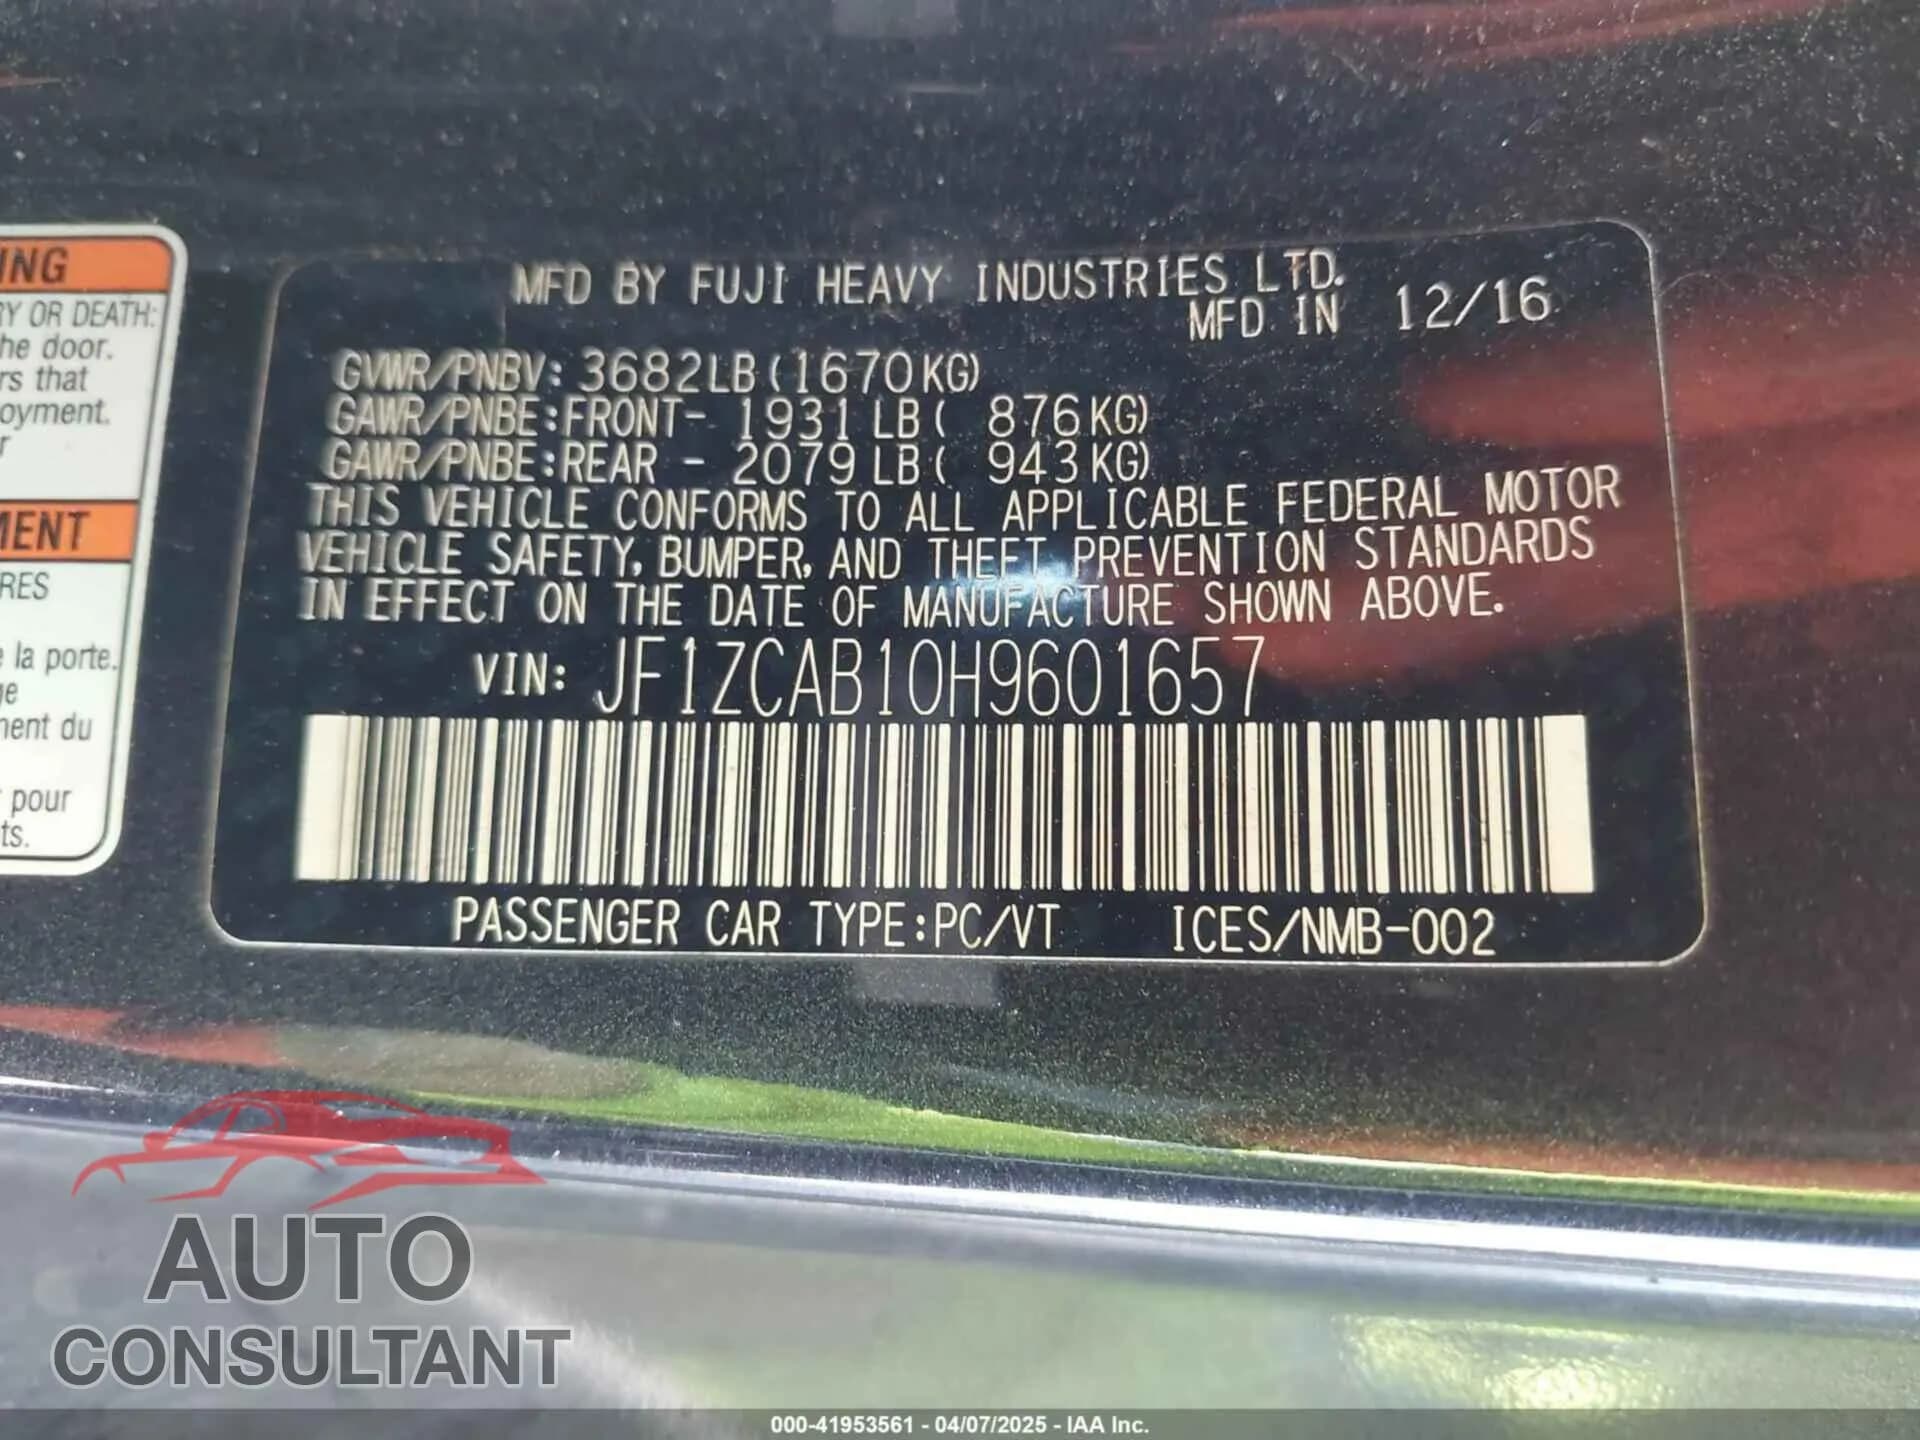 ING
RY OR DEATH:
he door.
rs that
oyment.
r
MENT
RES
e la porte.
ge
ment du
r pour
ts.
MFD BY FUJI HEAVY INDUSTRIES LTD.
MFD IN 12/16
GVWR/PNBV: 3682LB(1670KG)
GAWR/PNBE:FRONT- 1931 LB( 876KG)
GAWR/PNBE:REAR - 2079 LB( 943KG)
THIS VEHICLE CONFORMS TO ALL APPLICABLE FEDERAL MOTOR
VEHICLE SAFETY, BUMPER, AND THEFT PREVENTION STANDARDS
IN EFFECT ON THE DATE OF MANUFACTURE SHOWN ABOVE.
VIN: JF1ZCAB10H9601657
PASSENGER CAR TYPE:PC/VT ICES/NMB-002
AUTO
CONSULTANT
000-41953561 - 04/07/2025 - IAA Inc.